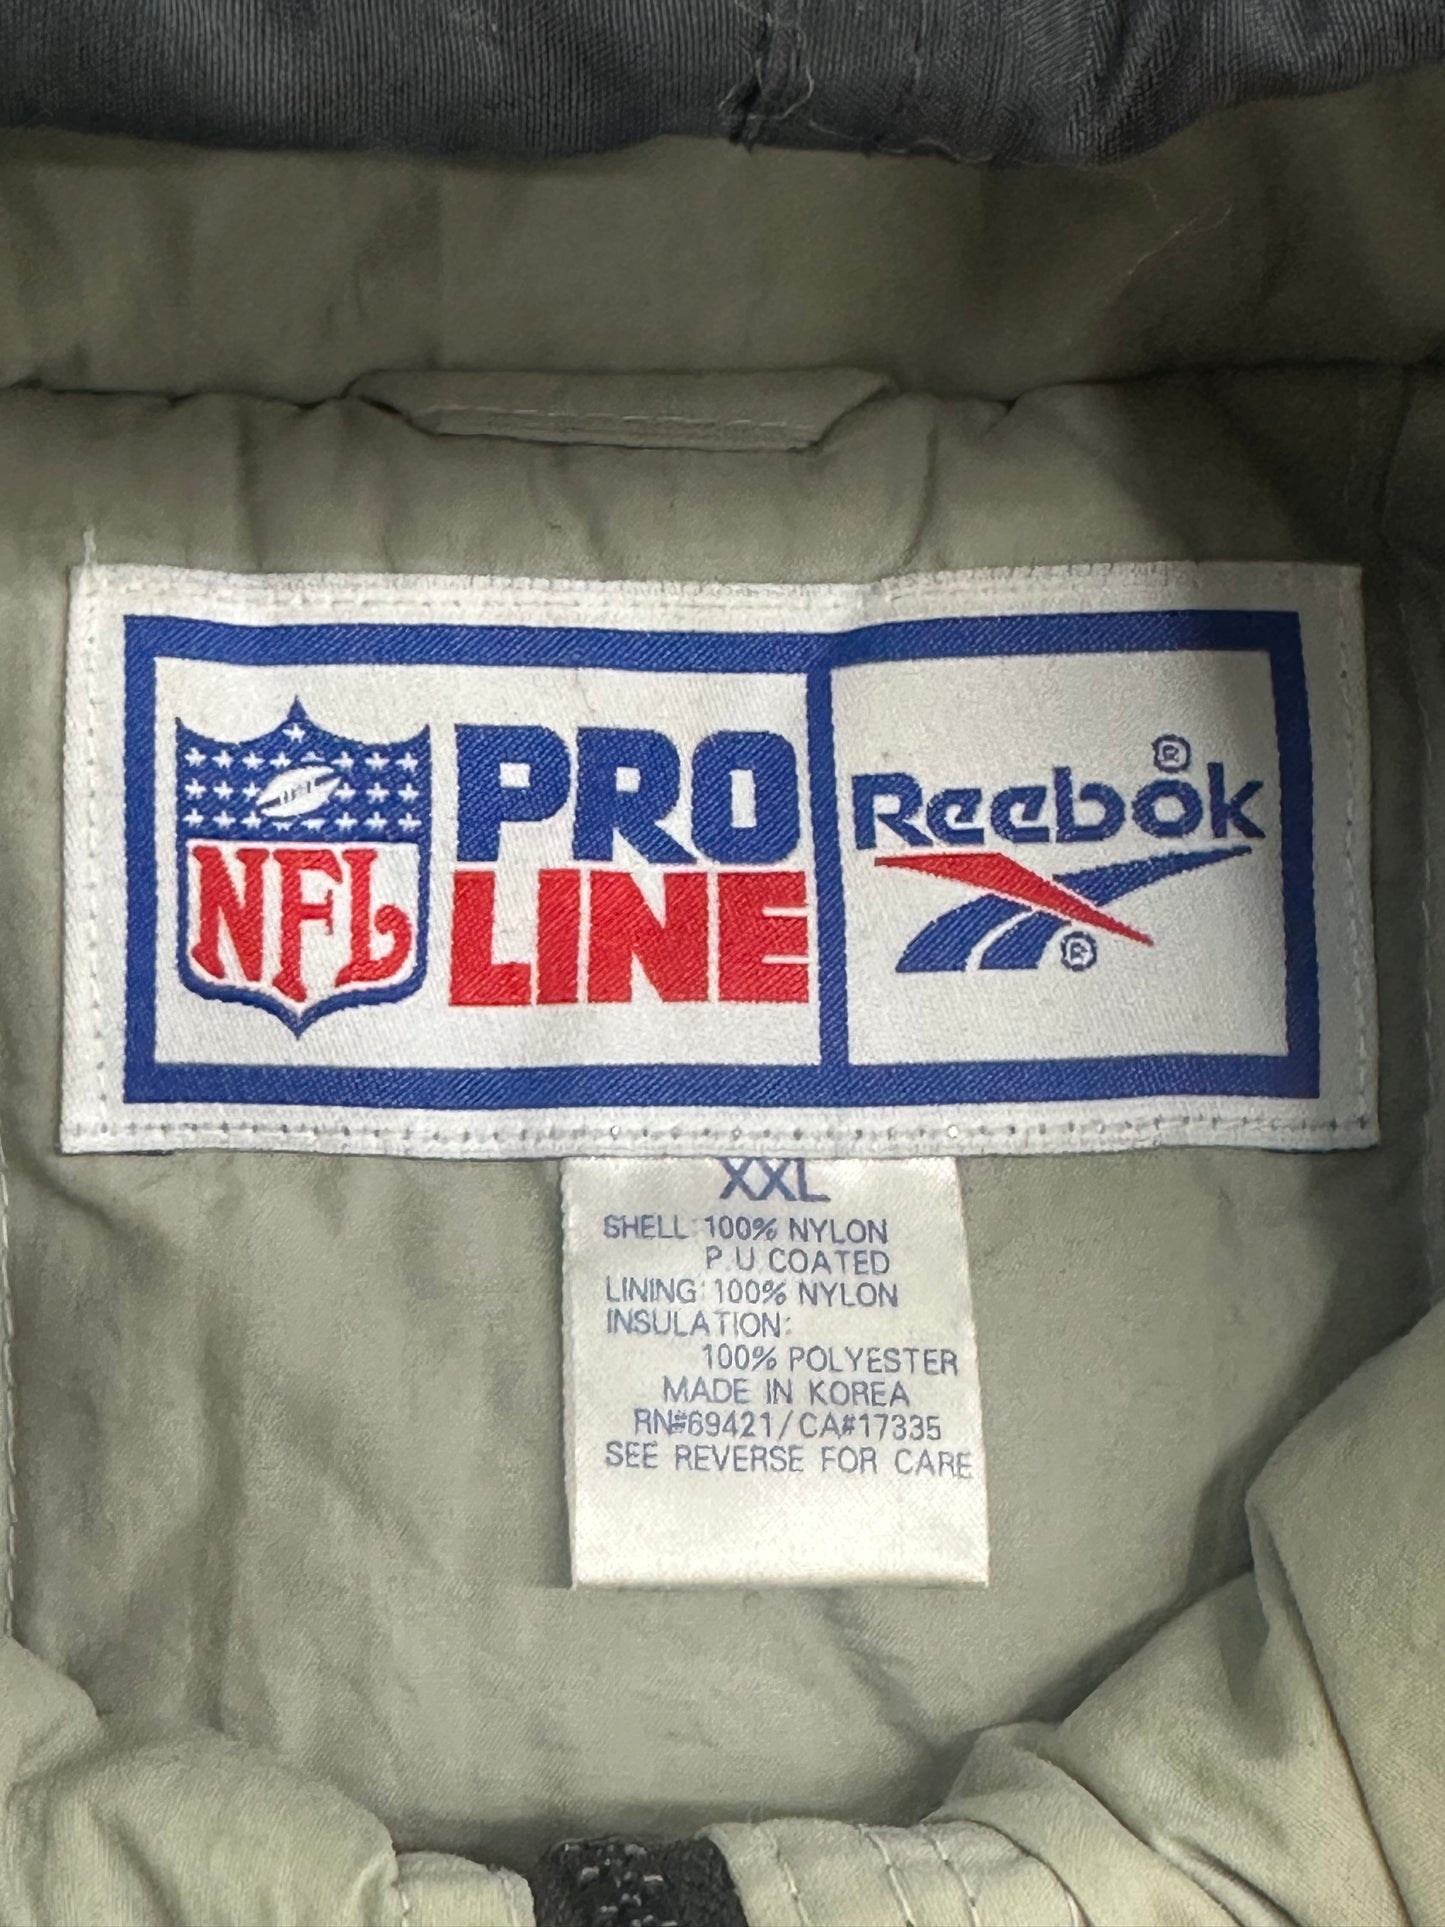 NFL
PRO
LINE
Reebok®
®
XXL
SHELL: 100% NYLON
P.U.COATED
LINING: 100% NYLON
INSULATION:
100% POLYESTER
MADE IN KOREA
RN#69421/CA#17335
SEE REVERSE FOR CARE